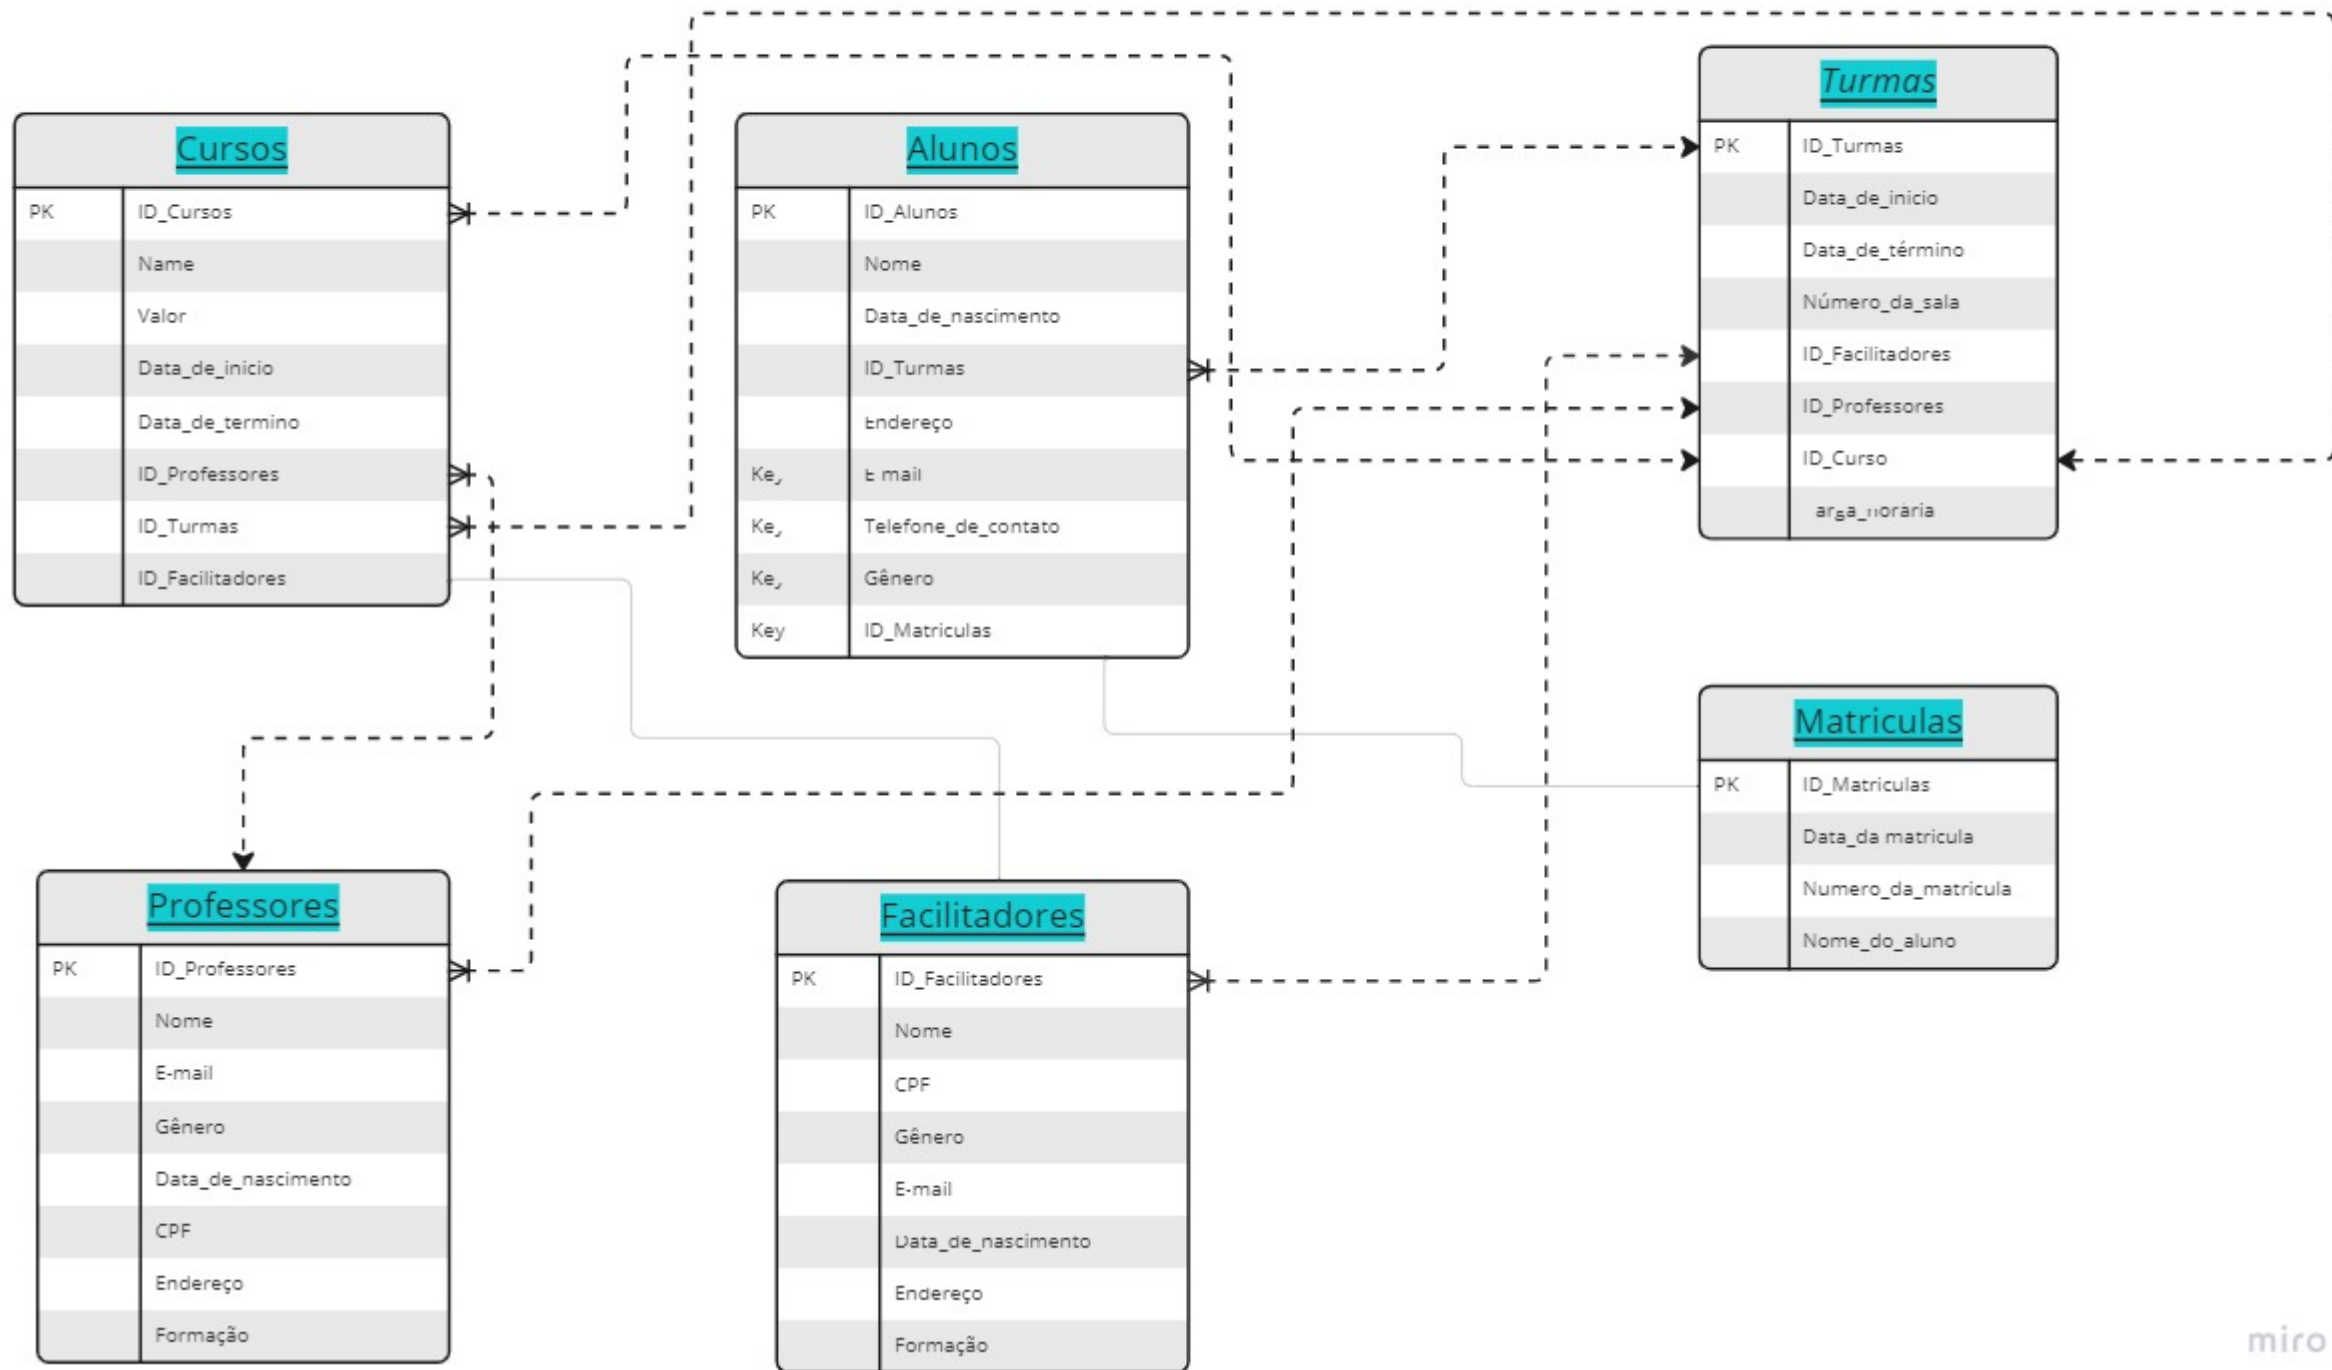 Cursos
PK ID_Cursos
Name
Valor
Data_de_inicio
Data_de_termino
ID_Professores
ID_Turmas
ID_Facilitadores
Alunos
PK ID_Alunos
Nome
Data_de_nascimento
ID_Turmas
Endereço
E mail
Telefone_de_contato
Gênero
Key ID_Matriculas
Turmas
PK ID_Turmas
Data_de_inicio
Data_de_término
Número_da_sala
ID_Facilitadores
ID_Professores
ID_Curso
Matriculas
PK ID_Matriculas
Data_da matricula
Numero_da_matricula
Nome_do_aluno
Professores
PK ID_Professores
Nome
E-mail
Gênero
Data_de_nascimento
CPF
Endereço
Formação
Facilitadores
PK ID_Facilitadores
Nome
CPF
Gênero
E-mail
Data_de_nascimento
Endereço
Formação
miro